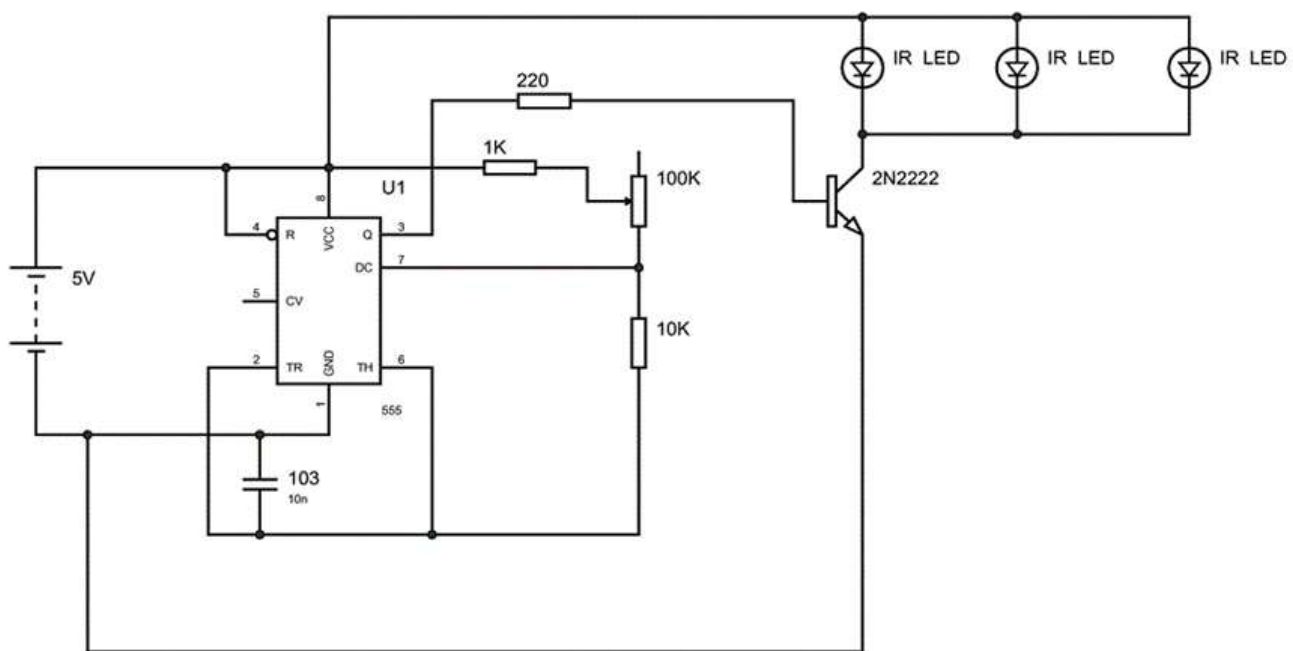 IR LED
IR LED
IR LED
220
1K
100K
2N2222
U1
8
4
R
VCC
Q
3
DC
7
5V
5
CV
10K
2
TR
GND
TH
6
1
555
103
10n